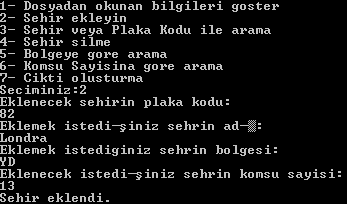 1- Dosyadan okunan bilgileri goster
2- Sehir ekleyin
3- Sehir veya Plaka Kodu ile arama
4- Sehir silme
5- Bolgeye gore arama
6- Komsu Sayisina gore arama
7- Cikti olusturma
Seciminiz:2
Eklenecek sehirin plaka kodu:
82
Eklemek istedi─şiniz sehrin ad─▒:
Londra
Eklemek istediginiz sehrin bolgesi:
YD
Eklenecek istedi─şiniz sehrin komsu sayisi:
13
Sehir eklendi.